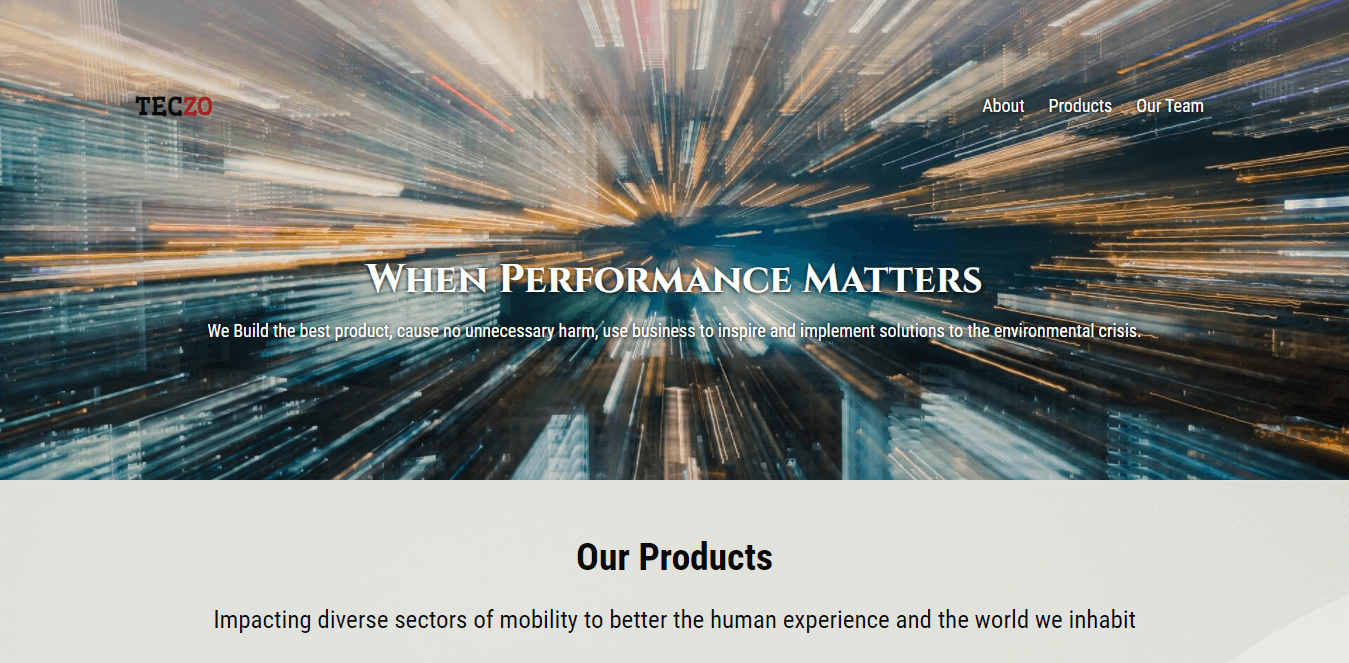 TECZO
About Products Our Team
When Performance Matters
We Build the best product, cause no unnecessary harm, use business to inspire and implement solutions to the environmental crisis.
Our Products
Impacting diverse sectors of mobility to better the human experience and the world we inhabit